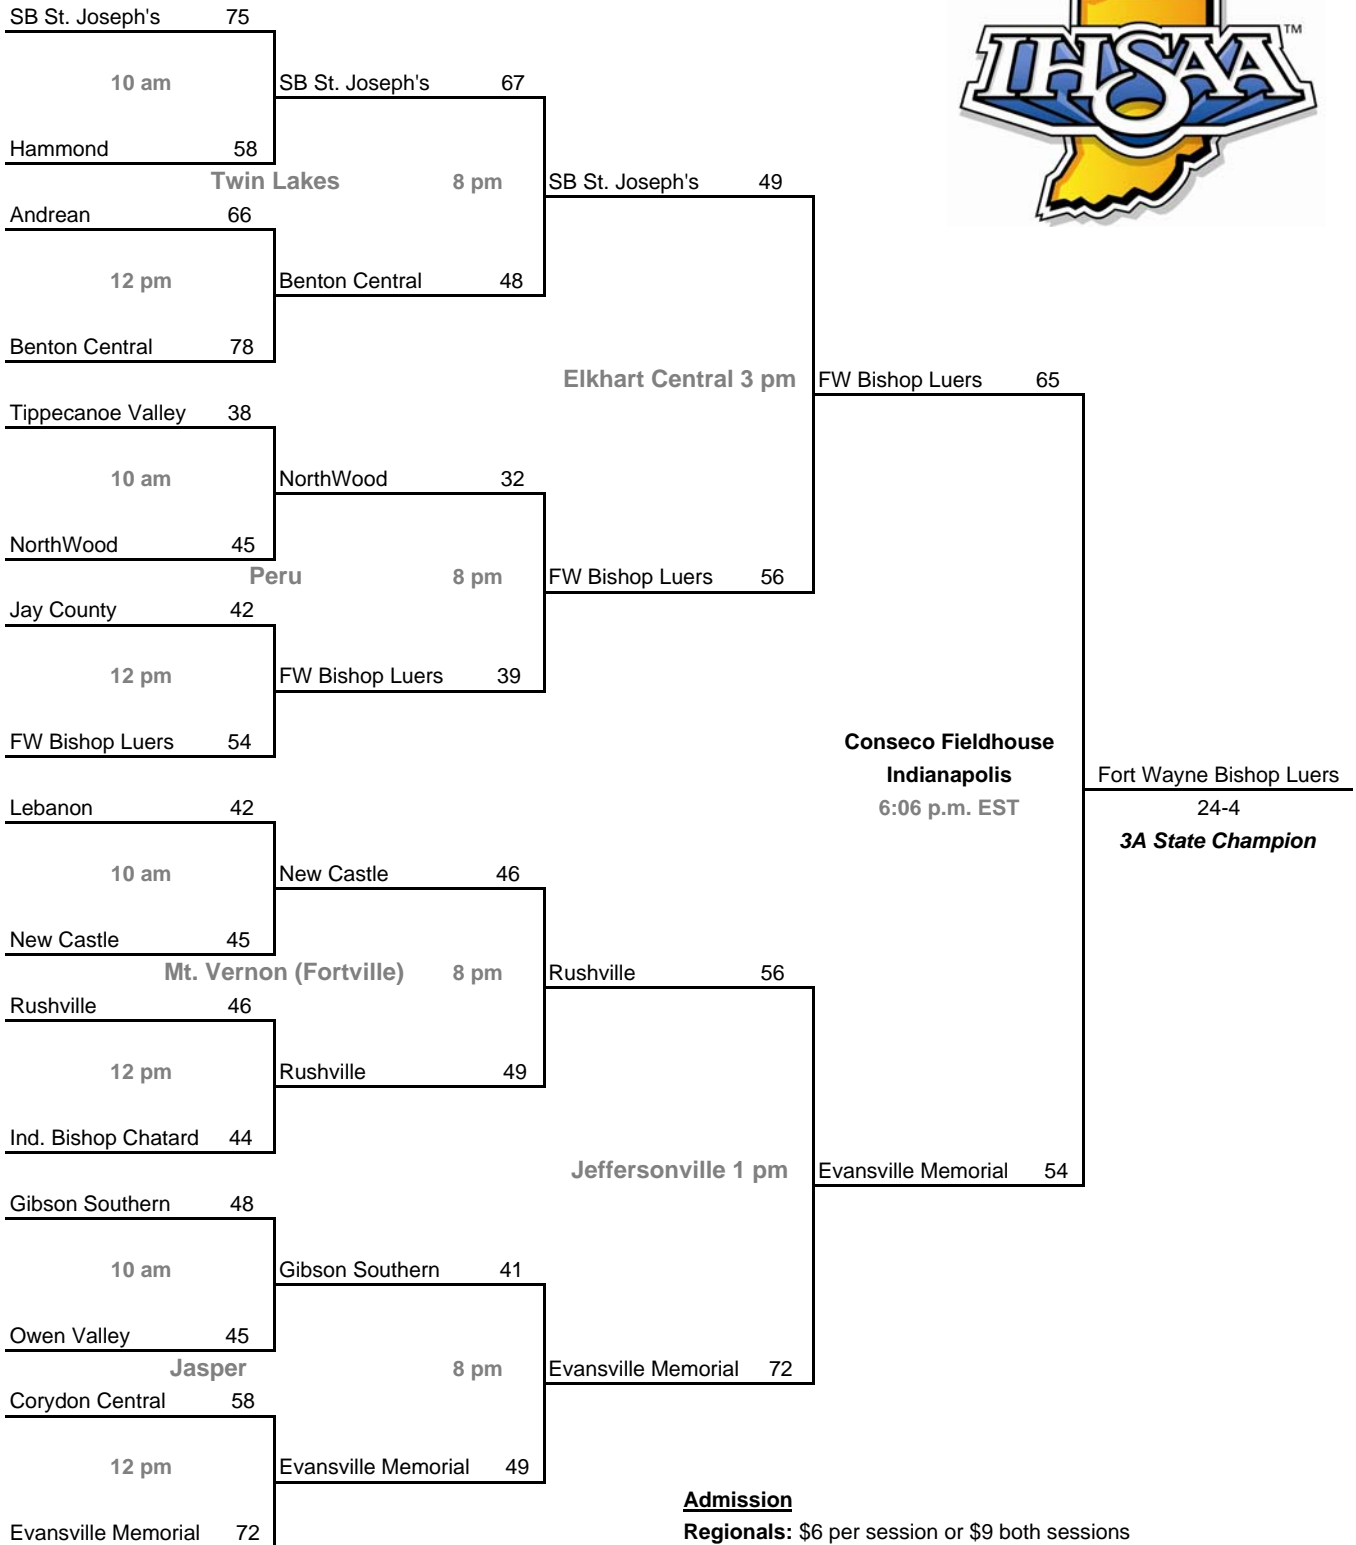 SB St. Joseph's 75
IHSAA TM
10 am
SB St. Joseph's 67
Hammond 58
Twin Lakes 8 pm
SB St. Joseph's 49
Andrean 66
12 pm
Benton Central 48
Benton Central 78
Elkhart Central 3 pm
FW Bishop Luers 65
Tippecanoe Valley 38
10 am
NorthWood 32
NorthWood 45
Peru 8 pm
FW Bishop Luers 56
Jay County 42
12 pm
FW Bishop Luers 39
FW Bishop Luers 54
Conseco Fieldhouse
Indianapolis
6:06 p.m. EST
Fort Wayne Bishop Luers
24-4
3A State Champion
Lebanon 42
10 am
New Castle 46
New Castle 45
Mt. Vernon (Fortville) 8 pm
Rushville 56
Rushville 46
12 pm
Rushville 49
Ind. Bishop Chatard 44
Jeffersonville 1 pm
Evansville Memorial 54
Gibson Southern 48
10 am
Gibson Southern 41
Owen Valley 45
Jasper 8 pm
Evansville Memorial 72
Corydon Central 58
12 pm
Evansville Memorial 49
Evansville Memorial 72
Admission
Regionals: $6 per session or $9 both sessions